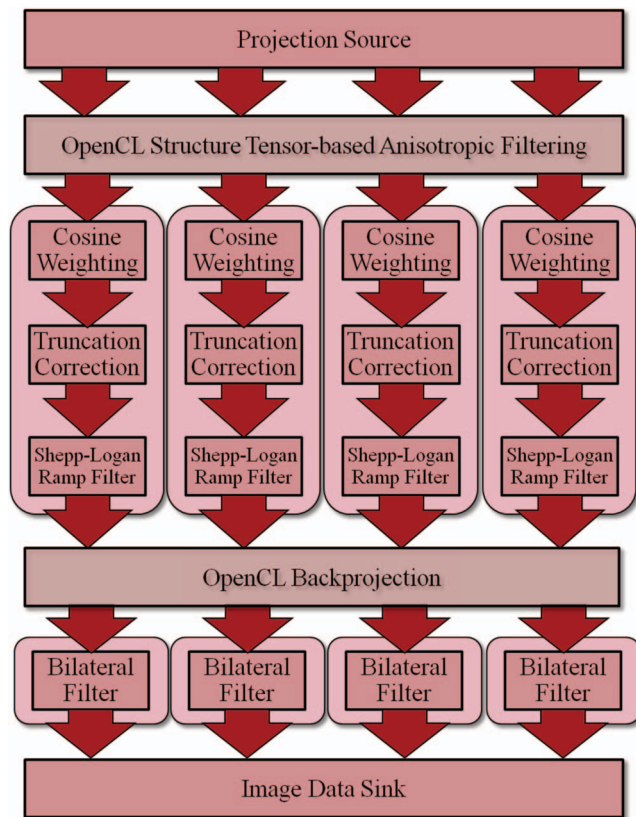 Projection Source
OpenCL Structure Tensor-based Anisotropic Filtering
Cosine
Weighting
Cosine
Weighting
Cosine
Weighting
Cosine
Weighting
Truncation
Correction
Truncation
Correction
Truncation
Correction
Truncation
Correction
Shepp-Logan
Ramp Filter
Shepp-Logan
Ramp Filter
Shepp-Logan
Ramp Filter
Shepp-Logan
Ramp Filter
OpenCL Backprojection
Bilateral
Filter
Bilateral
Filter
Bilateral
Filter
Bilateral
Filter
Image Data Sink